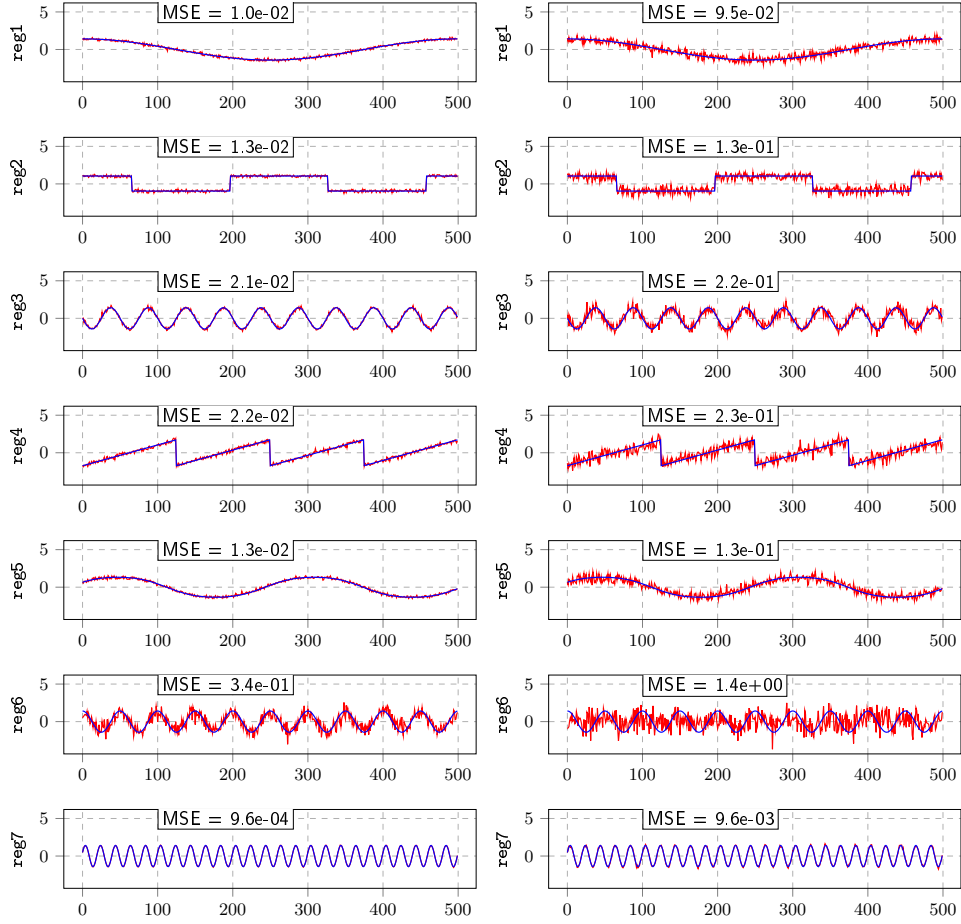 MSE = 1.0e-02
5
0
reg1
0 100 200 300 400 500
MSE = 9.5e-02
5
0
reg1
0 100 200 300 400 500
MSE = 1.3e-02
5
0
reg2
0 100 200 300 400 500
MSE = 1.3e-01
5
0
reg2
0 100 200 300 400 500
MSE = 2.1e-02
5
0
reg3
0 100 200 300 400 500
MSE = 2.2e-01
5
0
reg3
0 100 200 300 400 500
MSE = 2.2e-02
5
0
reg4
0 100 200 300 400 500
MSE = 2.3e-01
5
0
reg4
0 100 200 300 400 500
MSE = 1.3e-02
5
0
reg5
0 100 200 300 400 500
MSE = 1.3e-01
5
0
reg5
0 100 200 300 400 500
MSE = 3.4e-01
5
0
reg6
0 100 200 300 400 500
MSE = 1.4e+00
5
0
reg6
0 100 200 300 400 500
MSE = 9.6e-04
5
0
reg7
0 100 200 300 400 500
MSE = 9.6e-03
5
0
reg7
0 100 200 300 400 500